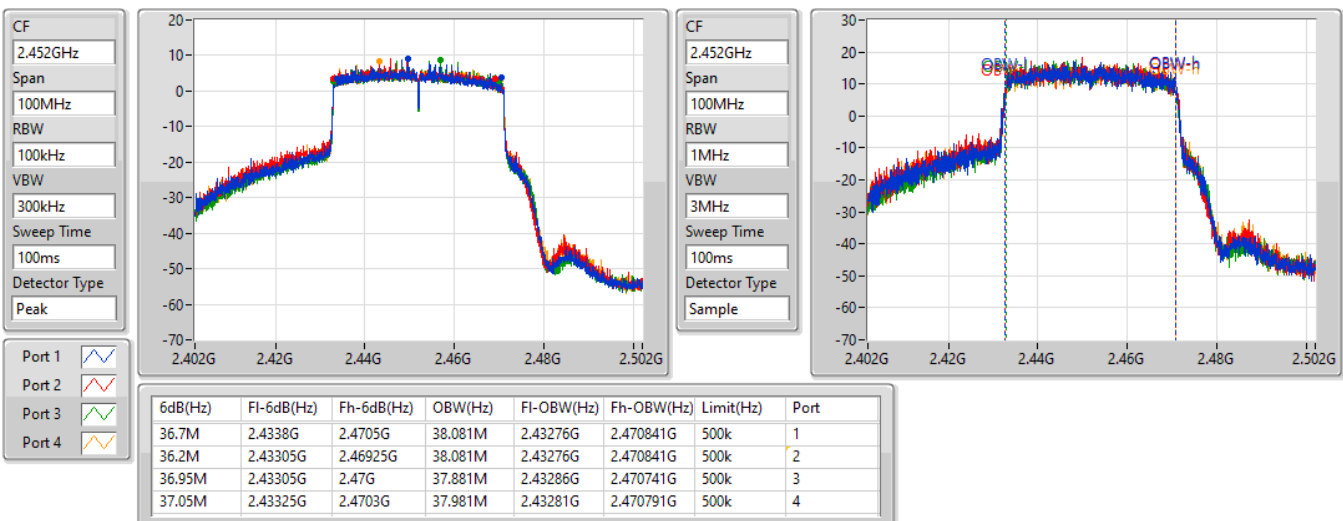 CF
2.452GHz
Span
100MHz
RBW
100kHz
VBW
300kHz
Sweep Time
100ms
Detector Type
Peak
20
10
0
-10
-20
-30
-40
-50
-60
-70
2.402G 2.42G 2.44G 2.46G 2.48G 2.502G
CF
2.452GHz
Span
100MHz
RBW
1MHz
VBW
3MHz
Sweep Time
100ms
Detector Type
Sample
30
20
10
0
-10
-20
-30
-40
-50
-60
-70
OBW-h
2.402G 2.42G 2.44G 2.46G 2.48G 2.502G
Port 1
Port 2
Port 3
Port 4
6dB(Hz) Fl-6dB(Hz) Fh-6dB(Hz) OBW(Hz) Fl-OBW(Hz) Fh-OBW(Hz) Limit(Hz) Port
36.7M 2.4338G 2.4705G 38.081M 2.43276G 2.470841G 500k 1
36.2M 2.43305G 2.46925G 38.081M 2.43276G 2.470841G 500k 2
36.95M 2.43305G 2.47G 37.881M 2.43286G 2.470741G 500k 3
37.05M 2.43325G 2.4703G 37.981M 2.43281G 2.470791G 500k 4